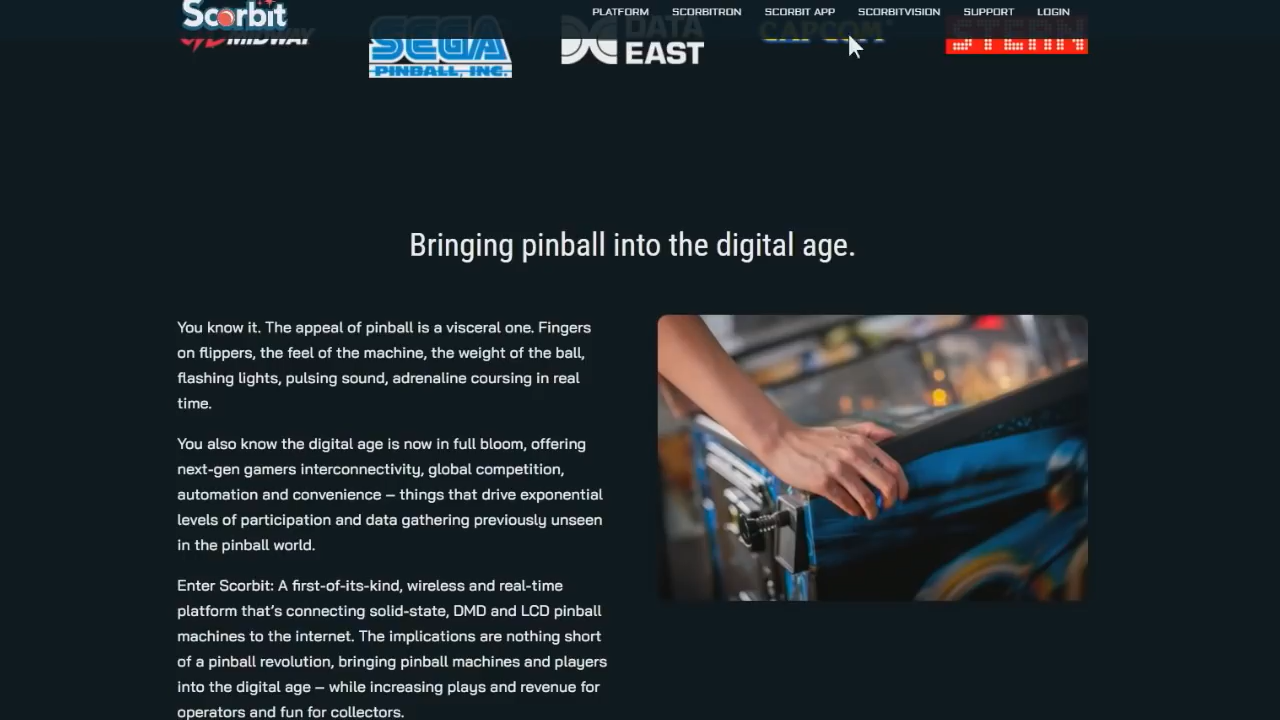 Scorbit
PLATFORM
SCORBITRON
SCORBIT APP
SCORBITVISION
SUPPORT
LOGIN
MIDWAY
SEGA
PINBALL, INC.
DATA
EAST
CAPCOM
STERN
Bringing pinball into the digital age.
You know it. The appeal of pinball is a visceral one. Fingers
on flippers, the feel of the machine, the weight of the ball,
flashing lights, pulsing sound, adrenaline coursing in real
time.
You also know the digital age is now in full bloom, offering
next-gen gamers interconnectivity, global competition,
automation and convenience – things that drive exponential
levels of participation and data gathering previously unseen
in the pinball world.
Enter Scorbit: A first-of-its-kind, wireless and real-time
platform that’s connecting solid-state, DMD and LCD pinball
machines to the internet. The implications are nothing short
of a pinball revolution, bringing pinball machines and players
into the digital age – while increasing plays and revenue for
operators and fun for collectors.